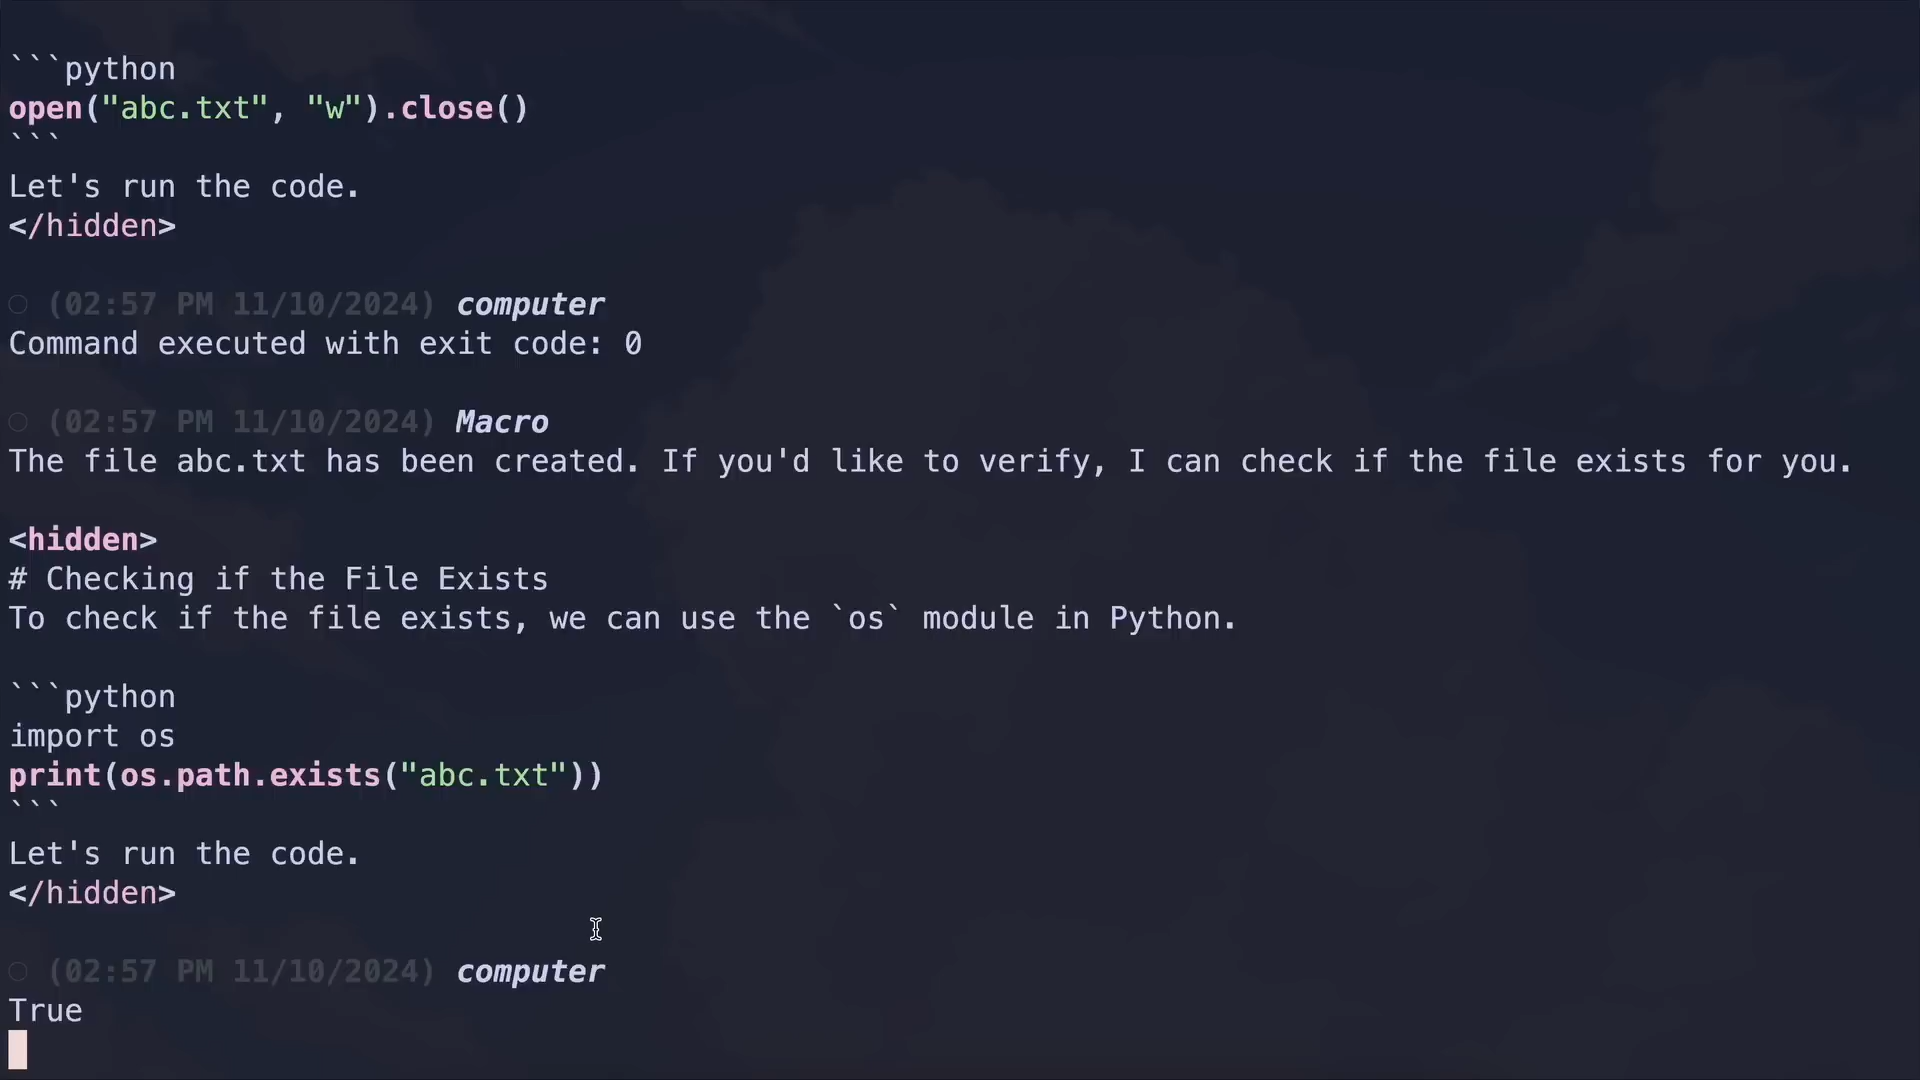 ```python
open("abc.txt", "w").close()
```
Let's run the code.
</hidden>
(02:57 PM 11/10/2024) computer
Command executed with exit code: 0
(02:57 PM 11/10/2024) Macro
The file abc.txt has been created. If you'd like to verify, I can check if the file exists for you.
<hidden>
# Checking if the File Exists
To check if the file exists, we can use the `os` module in Python.
```python
import os
print(os.path.exists("abc.txt"))
```
Let's run the code.
</hidden>
(02:57 PM 11/10/2024) computer
True